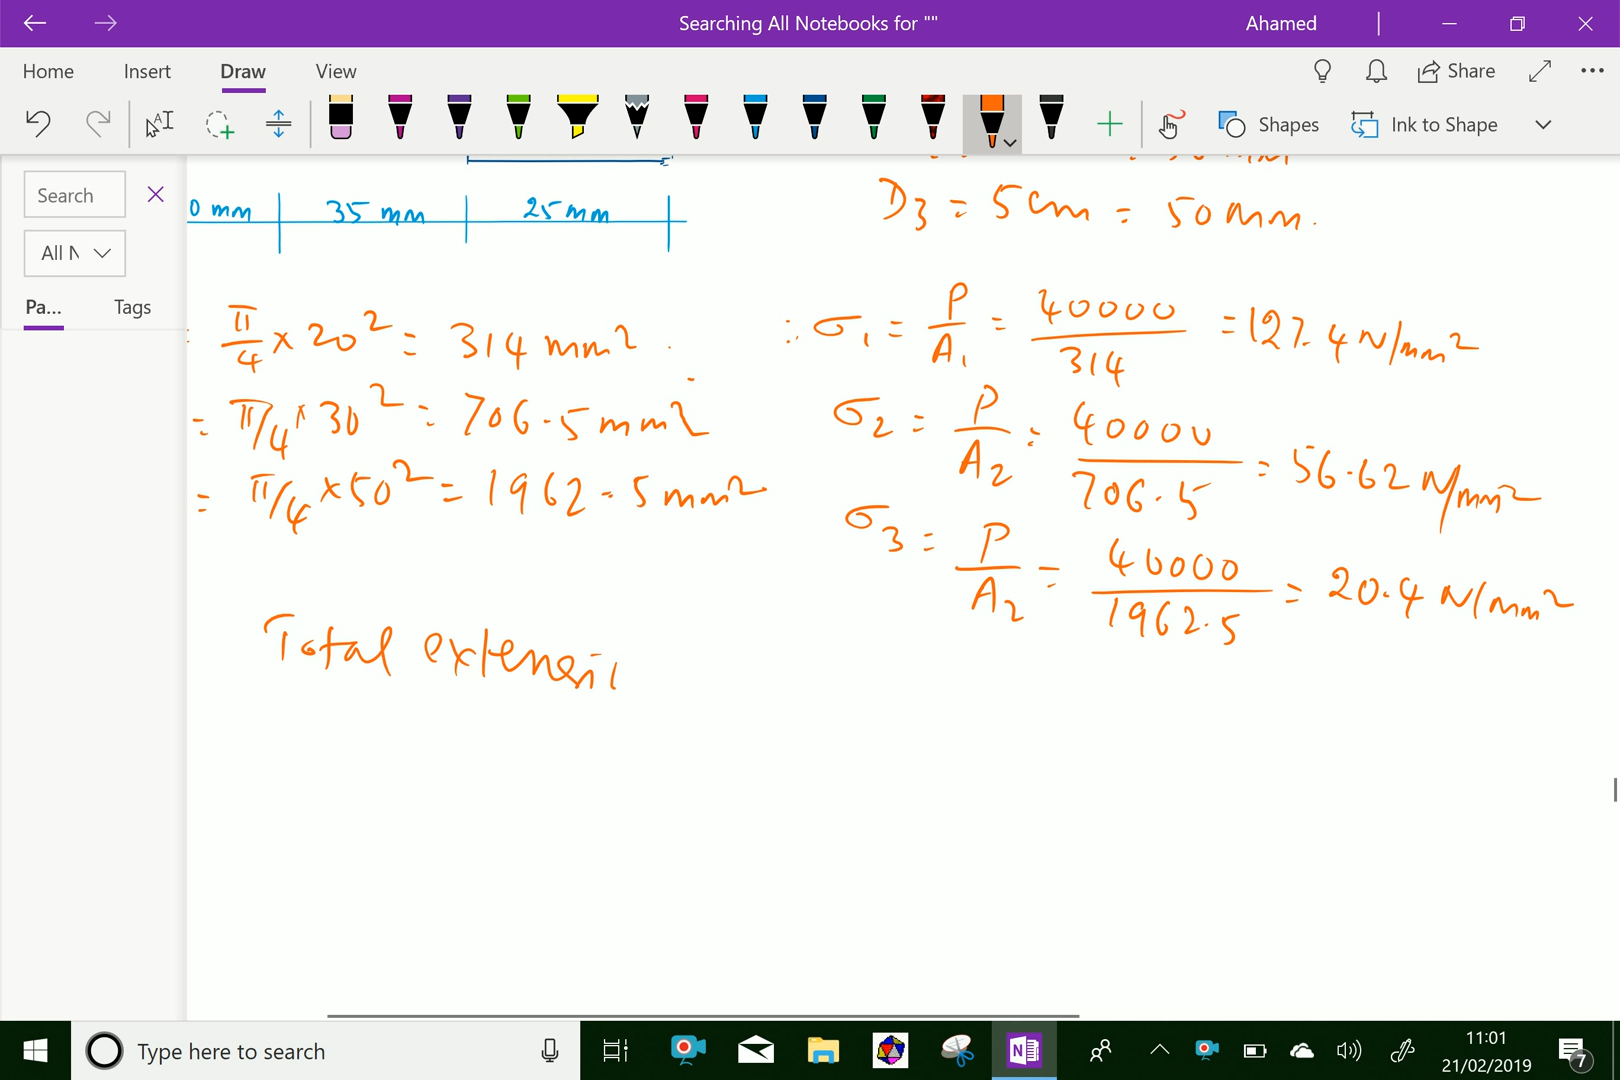 Searching All Notebooks for ""
Ahamed
Home Insert Draw View
Share
Shapes
Ink to Shape
Search
All N
Pa...
Tags
0 mm 35 mm 25 mm
D3 = 5 cm = 50 mm.
π/4 × 20² = 314 mm².
= π/4 × 30² = 706.5 mm²
= π/4 × 50² = 1962.5 mm²
∴ σ1 = P/A1 = 40000/314 = 127.4 N/mm²
σ2 = P/A2 = 40000/706.5 = 56.62 N/mm²
σ3 = P/A2 = 40000/1962.5 = 20.4 N/mm²
Total extensi
Type here to search
11:01
21/02/2019
7